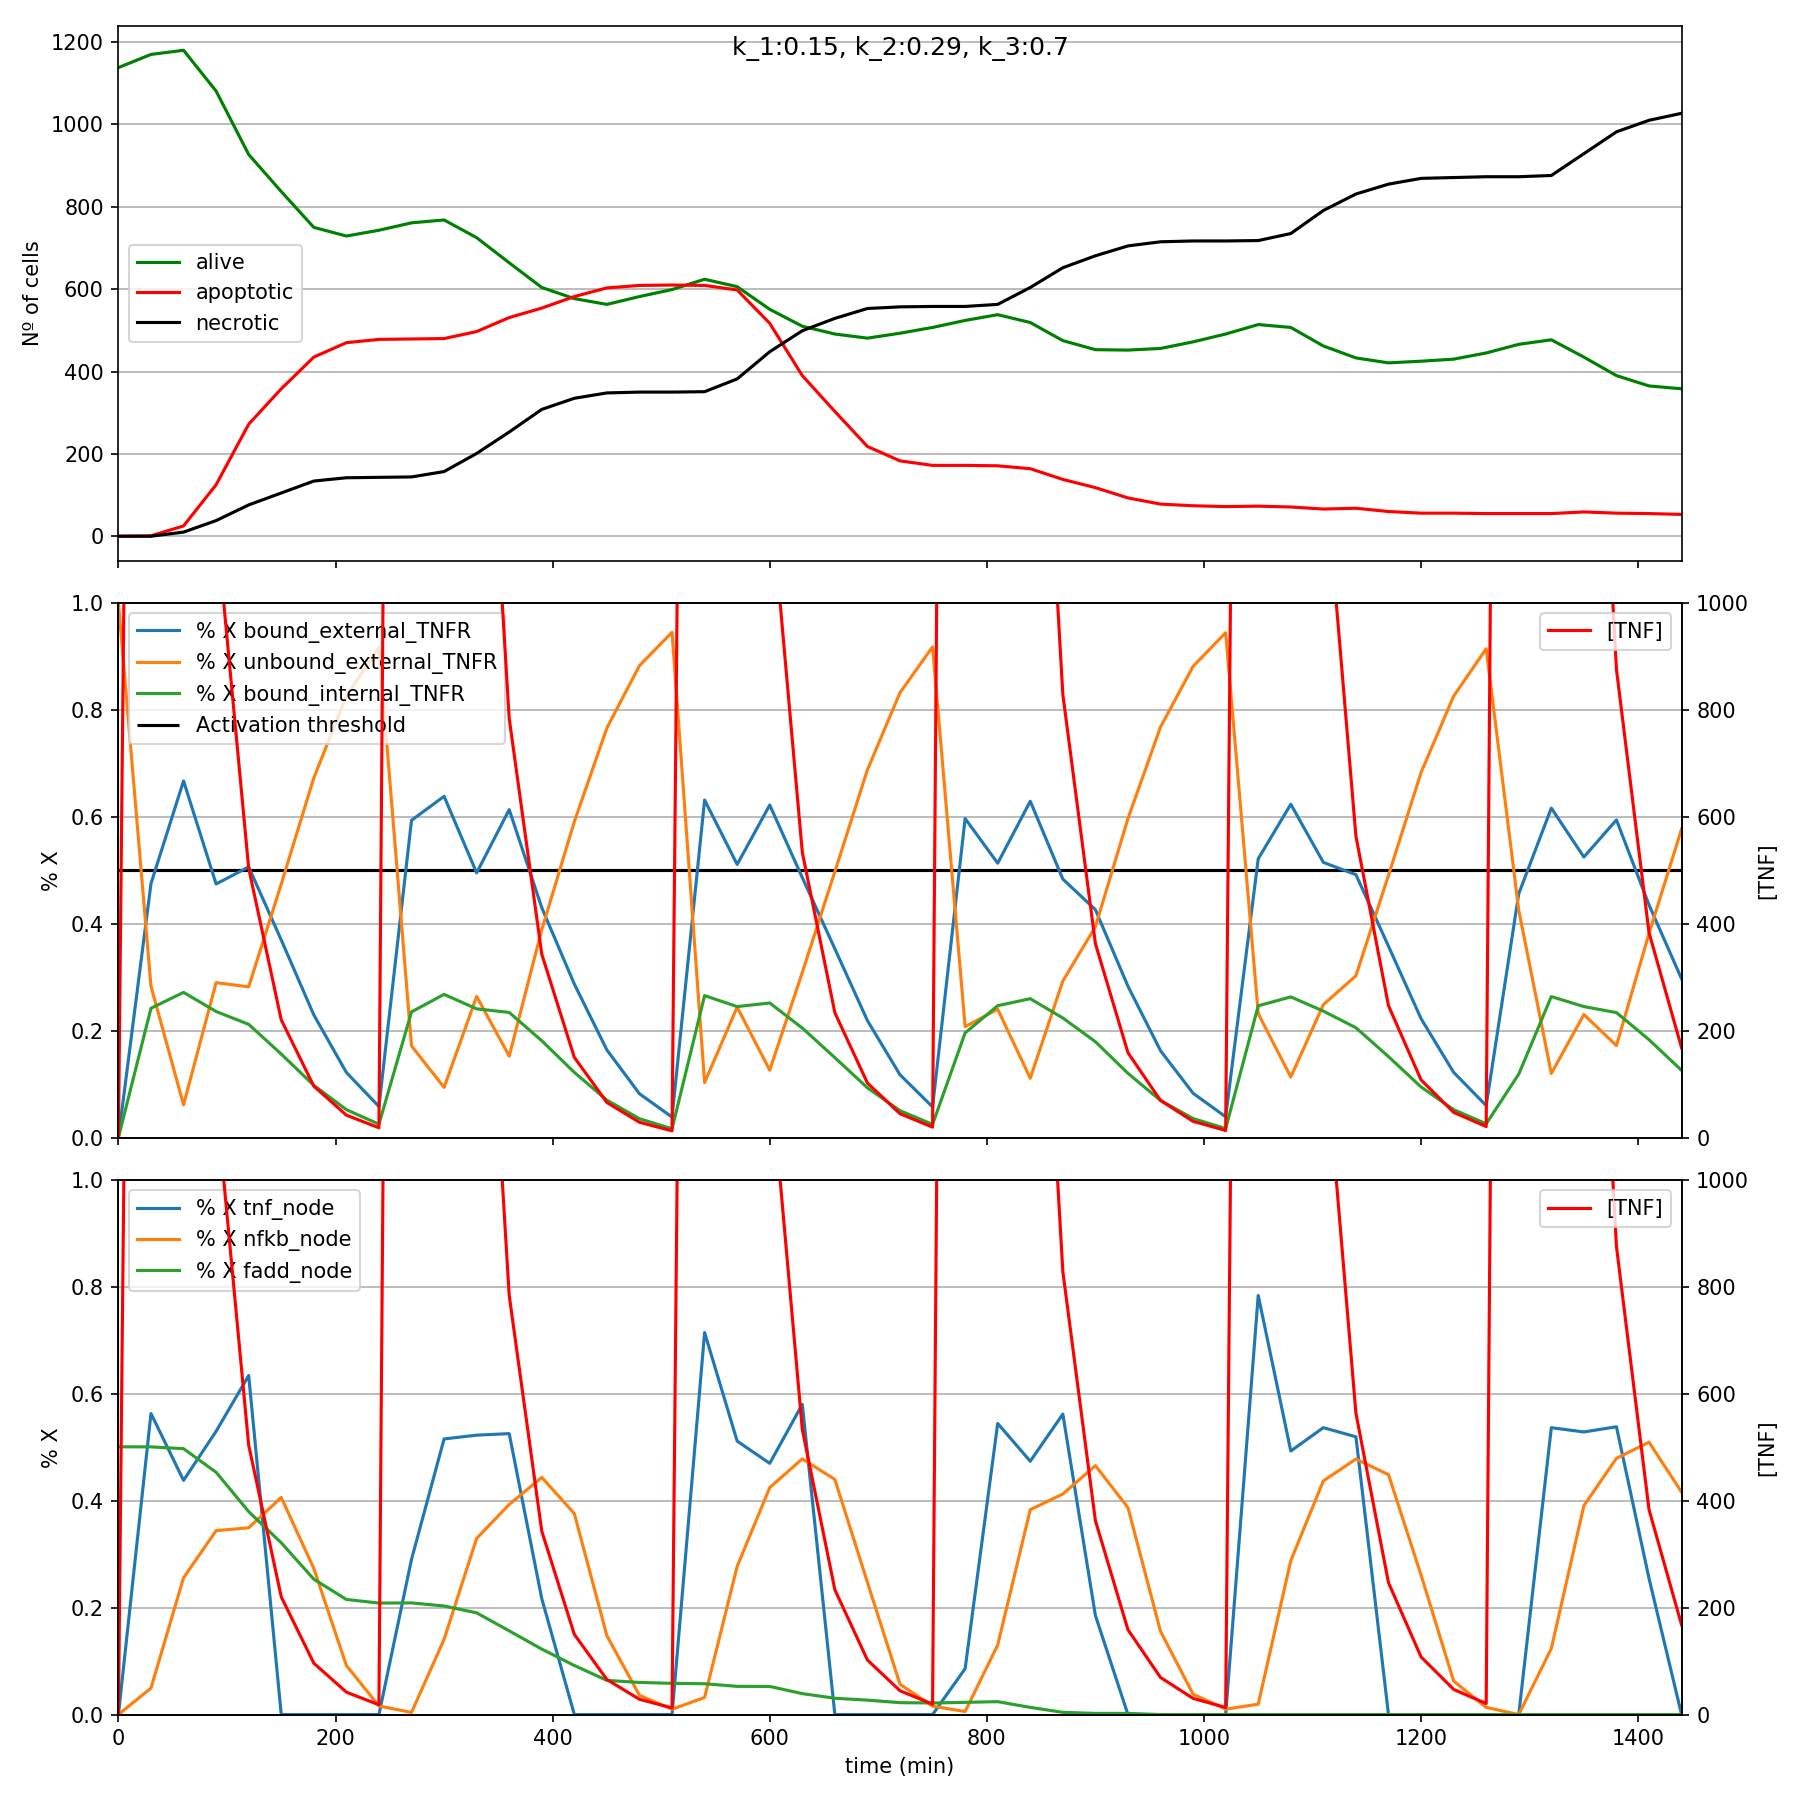 k_1:0.15, k_2:0.29, k_3:0.7
1200
1000
800
600
400
200
0
Nº of cells
alive
apoptotic
necrotic
1.0
0.8
0.6
0.4
0.2
0.0
% X
% X bound_external_TNFR
% X unbound_external_TNFR
% X bound_internal_TNFR
Activation threshold
[TNF]
1000
800
600
400
200
0
[TNF]
1.0
0.8
0.6
0.4
0.2
0.0
% X
% X tnf_node
% X nfkb_node
% X fadd_node
[TNF]
1000
800
600
400
200
0
[TNF]
0 200 400 600 800 1000 1200 1400
time (min)